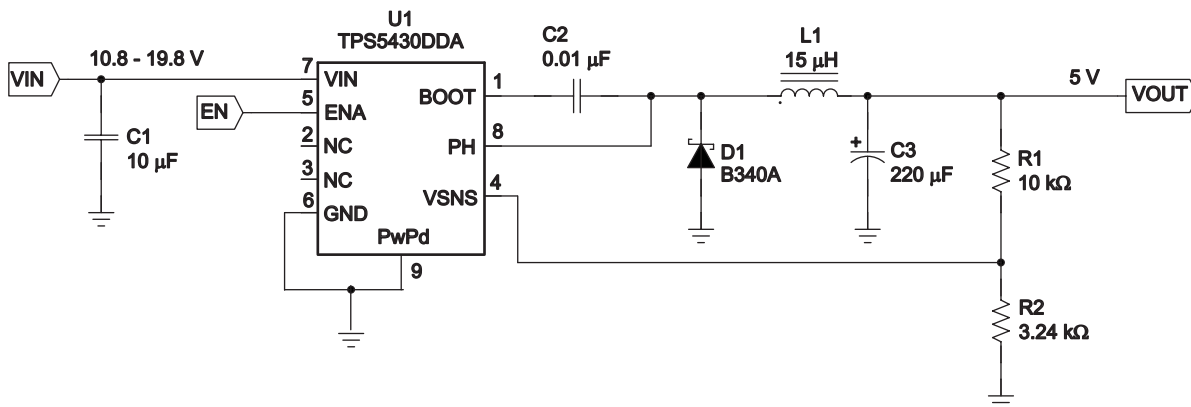 U1
TPS5430DDA
VIN
10.8 - 19.8 V
7
VIN
EN
5
ENA
2
NC
3
NC
6
GND
PwPd
9
BOOT
1
PH
8
VSNS
4
C1
10 μF
C2
0.01 μF
D1
B340A
L1
15 μH
+
C3
220 μF
5 V
VOUT
R1
10 kΩ
R2
3.24 kΩ